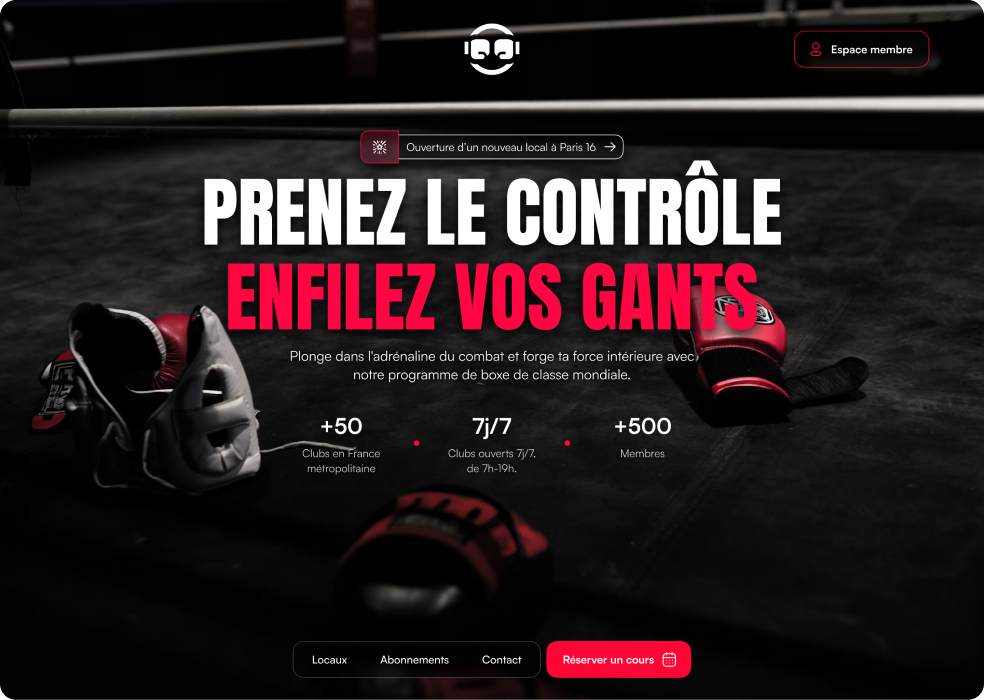 Espace membre
Ouverture d'un nouveau local à Paris 16
PRENEZ LE CONTRÔLE
ENFILEZ VOS GANTS
Plonge dans l'adrénaline du combat et forge ta force intérieure avec
notre programme de boxe de classe mondiale.
+50
Clubs en France
métropolitaine
7j/7
Clubs ouverts 7j/7,
de 7h-19h.
+500
Membres
Locaux
Abonnements
Contact
Réserver un cours